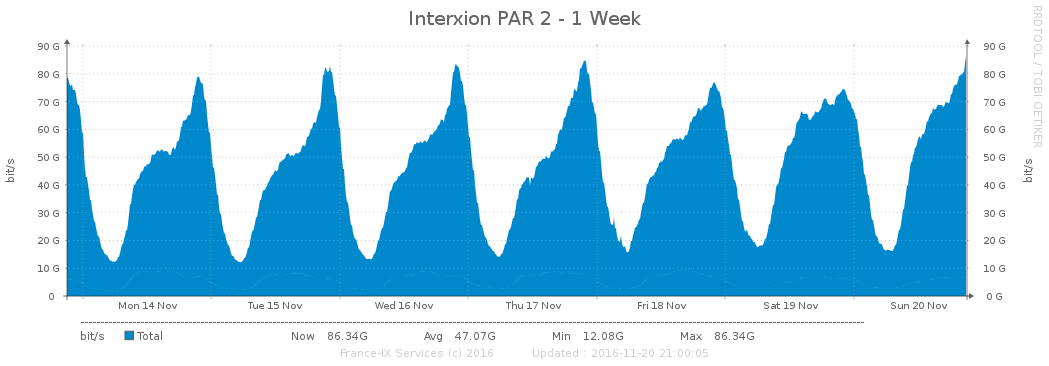 Interxion PAR 2 - 1 Week
RRDTOOL / TOBI OETIKER
90 G 90 G
80 G 80 G
70 G 70 G
60 G 60 G
50 G 50 G
40 G 40 G
30 G 30 G
20 G 20 G
10 G 10 G
0 0 G
bit/s
bit/s
Mon 14 Nov Tue 15 Nov Wed 16 Nov Thu 17 Nov Fri 18 Nov Sat 19 Nov Sun 20 Nov
bit/s Total Now 86.34G Avg 47.07G Min 12.08G Max 86.34G
France-IX Services (c) 2016 Updated : 2016-11-20 21:00:05